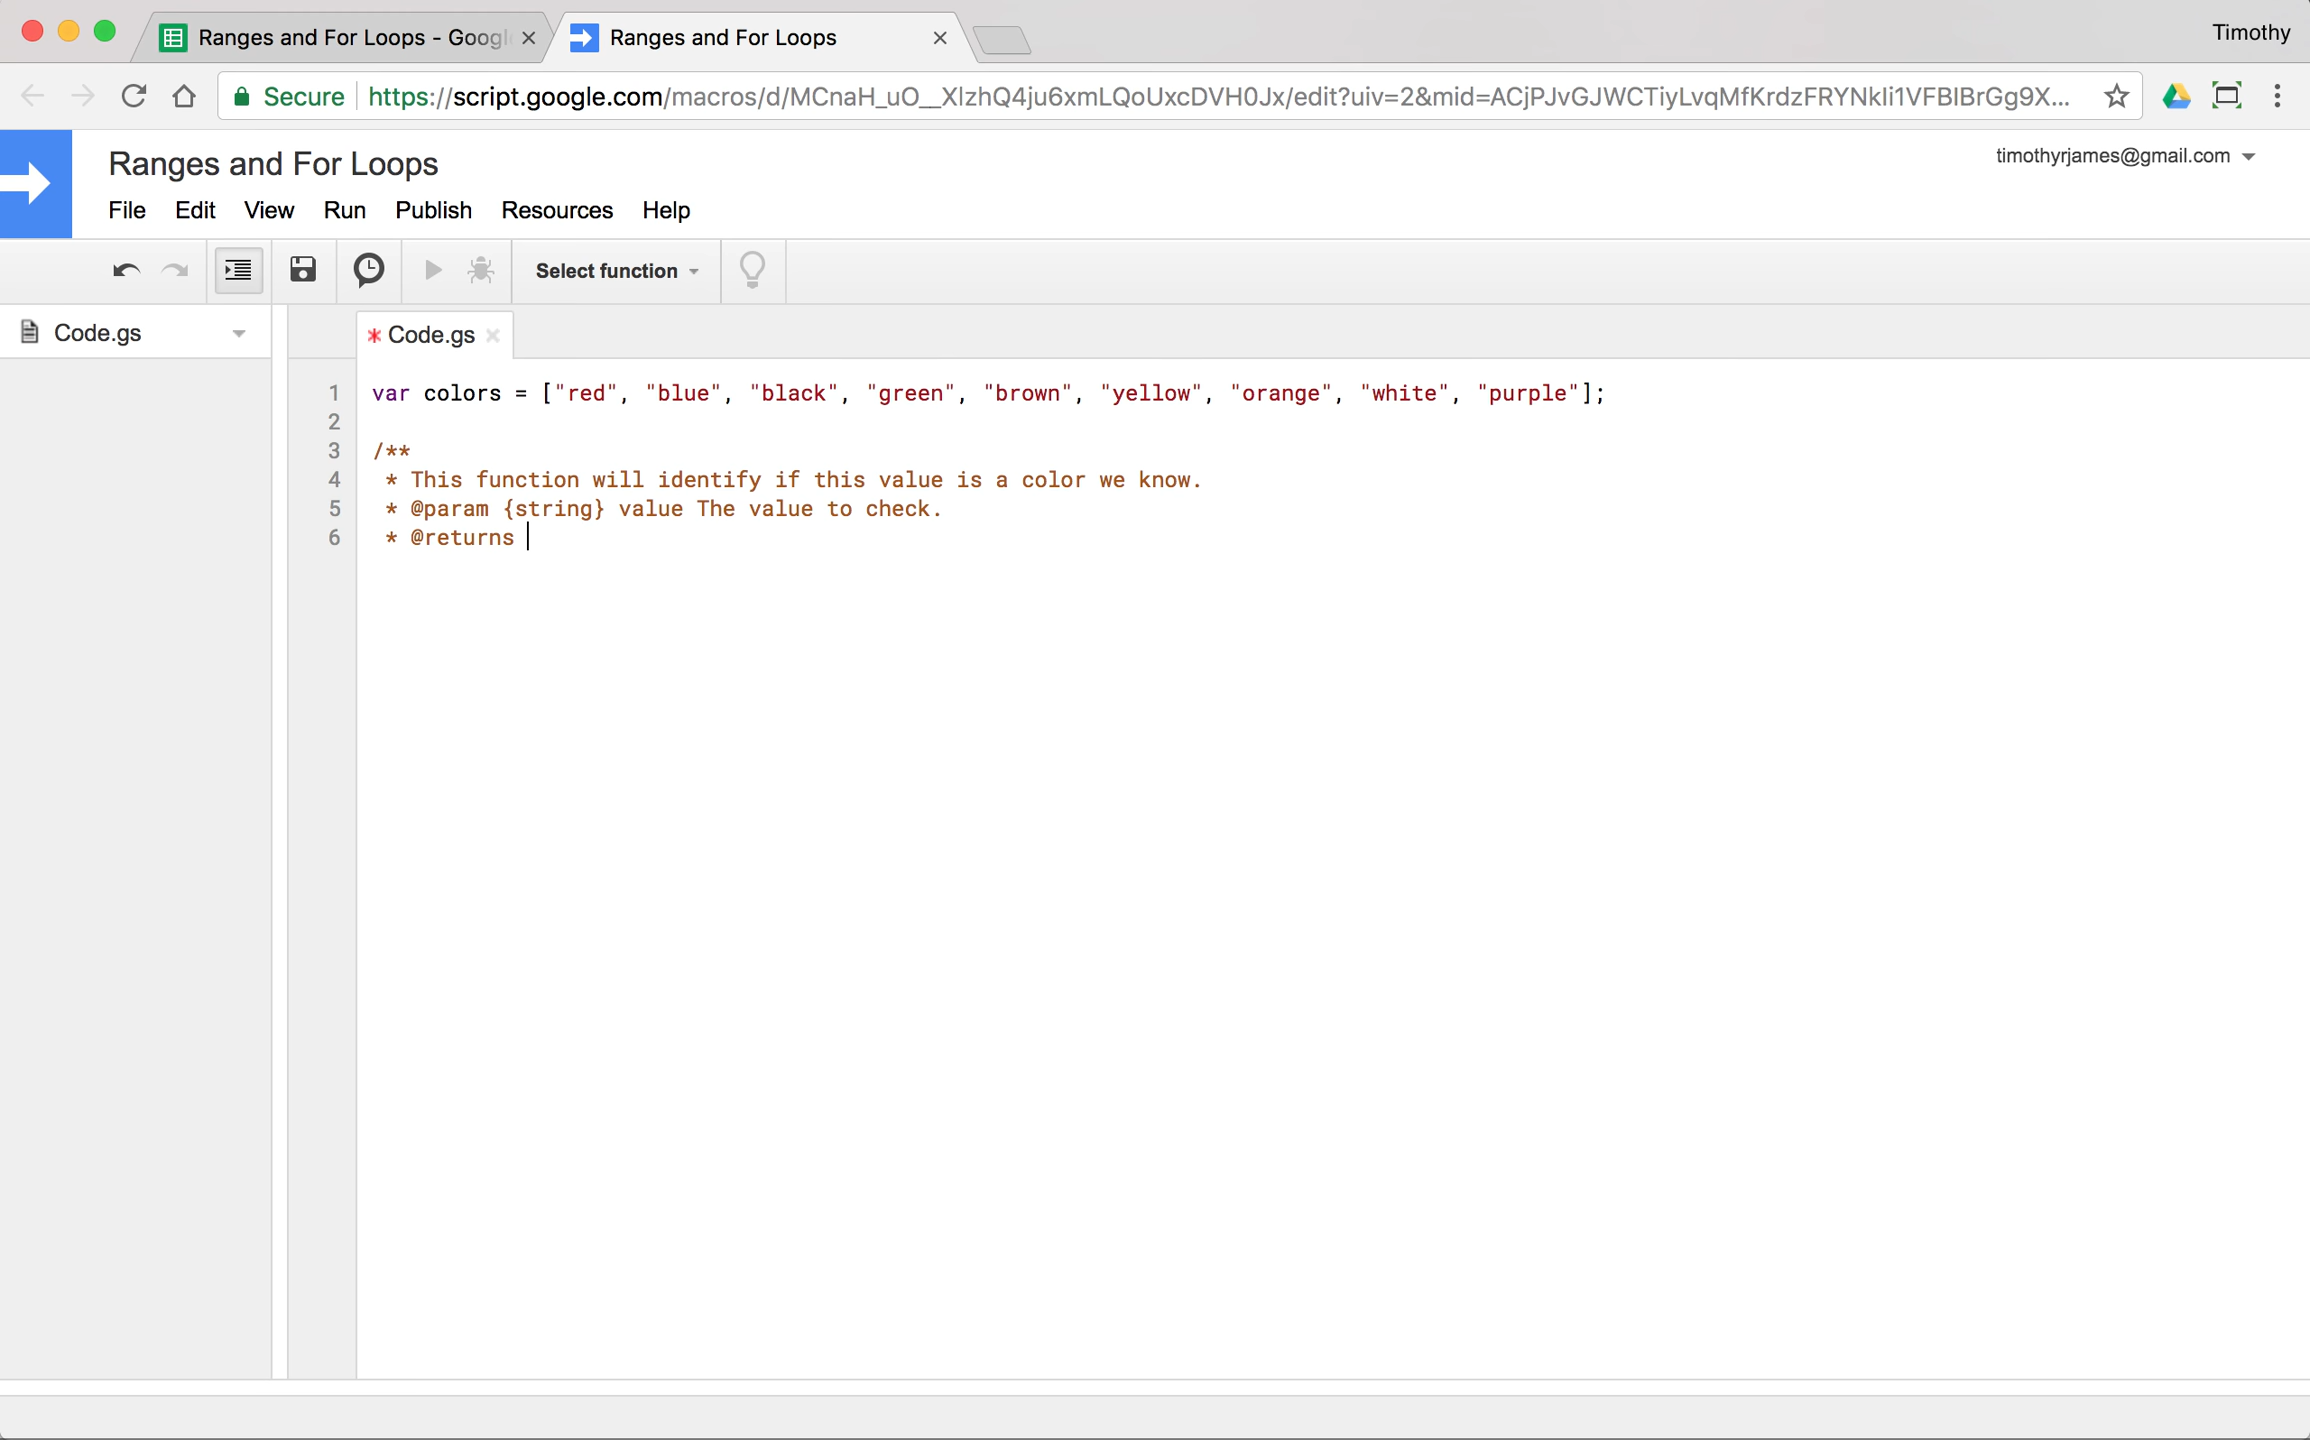 Ranges and For Loops - Googl
Ranges and For Loops
Timothy
Secure
https://script.google.com/macros/d/MCnaH_uO__XIzhQ4ju6xmLQoUxcDVH0Jx/edit?uiv=2&mid=ACjPJvGJWCTiyLvqMfKrdzFRYNkli1VFBIBrGg9X...
Ranges and For Loops
timothyrjames@gmail.com
File Edit View Run Publish Resources Help
Select function
Code.gs
* Code.gs
1 var colors = ["red", "blue", "black", "green", "brown", "yellow", "orange", "white", "purple"];
2
3 /**
4 * This function will identify if this value is a color we know.
5 * @param {string} value The value to check.
6 * @returns